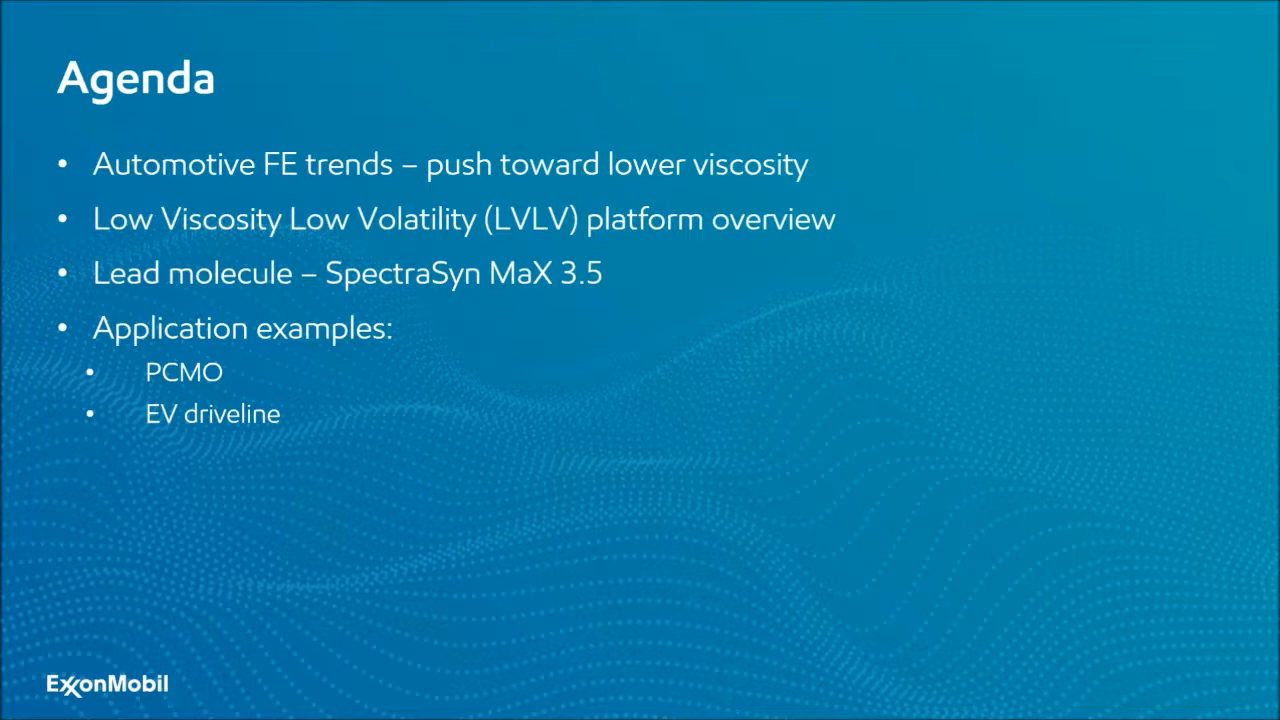 Agenda
• Automotive FE trends – push toward lower viscosity
• Low Viscosity Low Volatility (LVLV) platform overview
• Lead molecule – SpectraSyn MaX 3.5
• Application examples:
• PCMO
• EV driveline
ExxonMobil